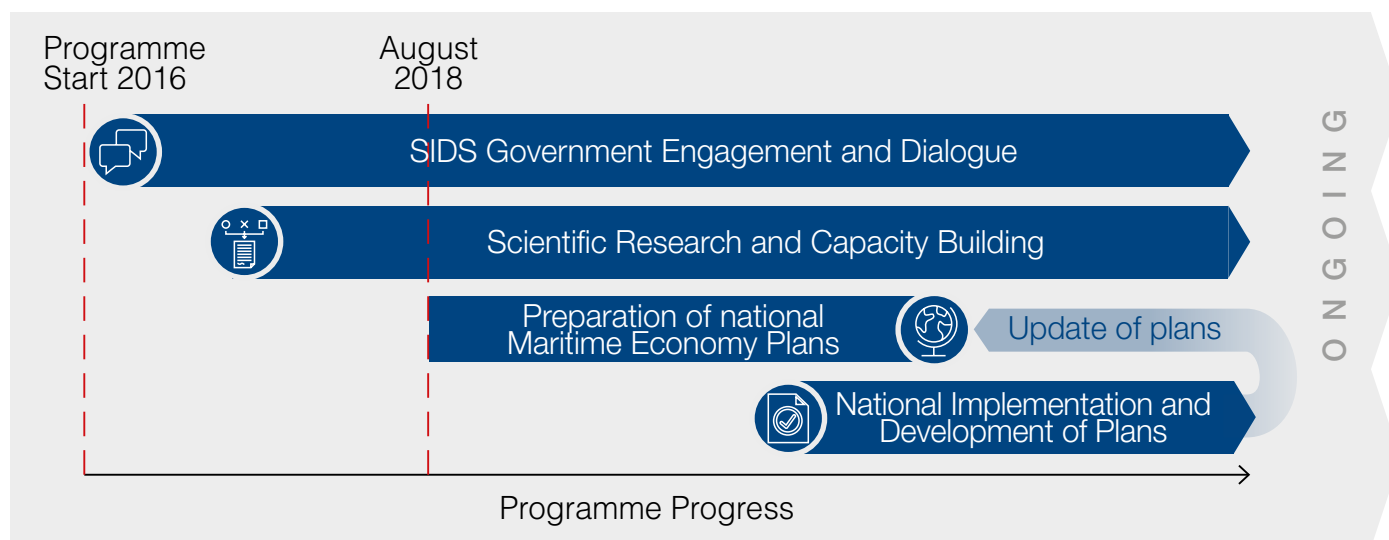 Programme
Start 2016
August
2018
SIDS Government Engagement and Dialogue
Scientific Research and Capacity Building
Preparation of national
Maritime Economy Plans
Update of plans
National Implementation and
Development of Plans
ONGOING
Programme Progress